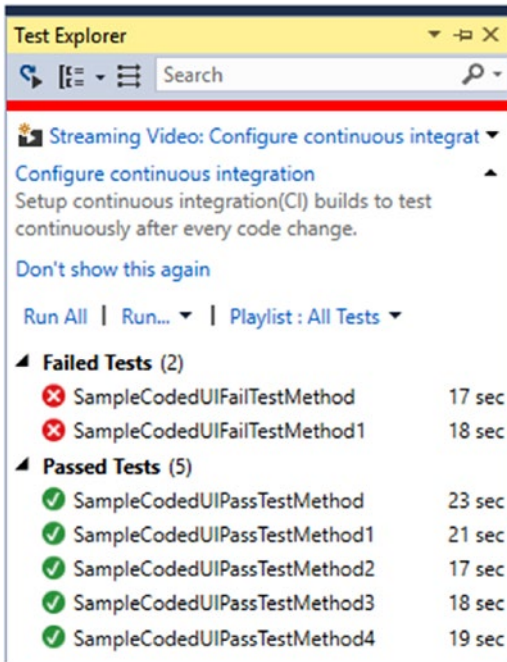 Test Explorer
Search
Streaming Video: Configure continuous integrat
Configure continuous integration
Setup continuous integration(CI) builds to test
continuously after every code change.
Don't show this again
Run All | Run... | Playlist : All Tests
Failed Tests (2)
SampleCodedUIFailTestMethod 17 sec
SampleCodedUIFailTestMethod1 18 sec
Passed Tests (5)
SampleCodedUIPassTestMethod 23 sec
SampleCodedUIPassTestMethod1 21 sec
SampleCodedUIPassTestMethod2 17 sec
SampleCodedUIPassTestMethod3 18 sec
SampleCodedUIPassTestMethod4 19 sec